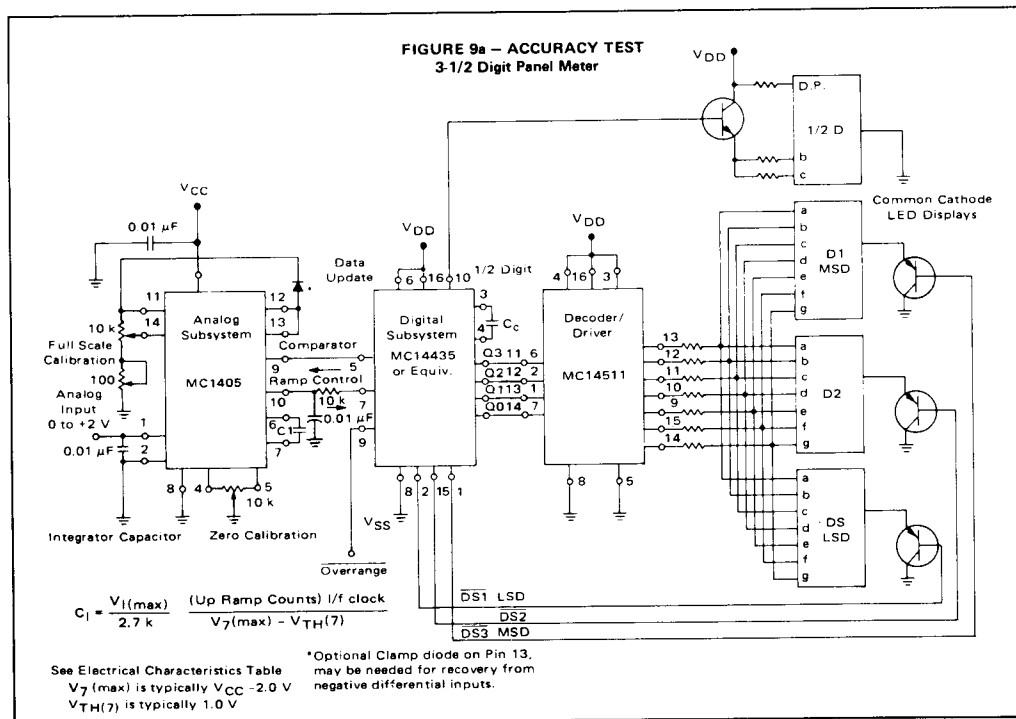 FIGURE 9a – ACCURACY TEST
3-1/2 Digit Panel Meter
VDD
D.P.
1/2 D
b
c
Common Cathode
LED Displays
VCC
0.01 µF
11
14
10 k
Full Scale
Calibration
100
Analog
Input
0 to +2 V
1
0.01 µF
2
Analog
Subsystem
MC1405
12
13
9
10
6
C1
7
8
4
5
10 k
Integrator Capacitor
Zero Calibration
Comparator
Ramp Control
10 k
0.01 µF
Data
Update
VDD
6
16
10
1/2 Digit
3
4
Cc
Digital
Subsystem
MC14435
or Equiv.
5
7
9
Q3 11 6
Q2 12 2
Q1 13 1
Q0 14 7
8
2
15
1
VSS
Overrange
VDD
4
16
3
Decoder/
Driver
MC14511
13
12
11
10
9
15
14
8
5
a
b
c
d
e
f
g
D1
MSD
a
b
c
d
e
f
g
D2
a
b
c
d
e
f
g
DS
LSD
DS1 LSD
DS2
DS3 MSD
CI = VI(max) / 2.7 k (Up Ramp Counts) I/f clock / V7(max) – VTH(7)
*Optional Clamp diode on Pin 13,
may be needed for recovery from
negative differential inputs.
See Electrical Characteristics Table
V7 (max) is typically VCC -2.0 V
VTH(7) is typically 1.0 V